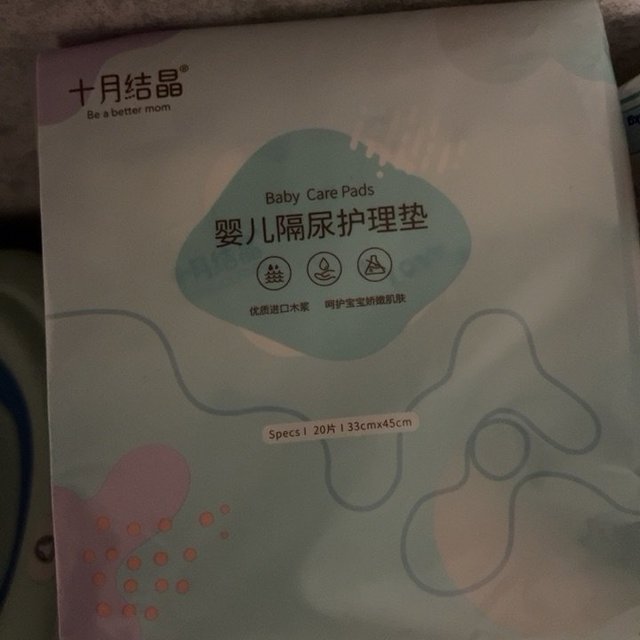 十月结晶®
Be a better mom
Baby Care Pads
婴儿隔尿护理垫
优质进口木浆 呵护宝宝娇嫩肌肤
Specs | 20片 | 33cmx45cm